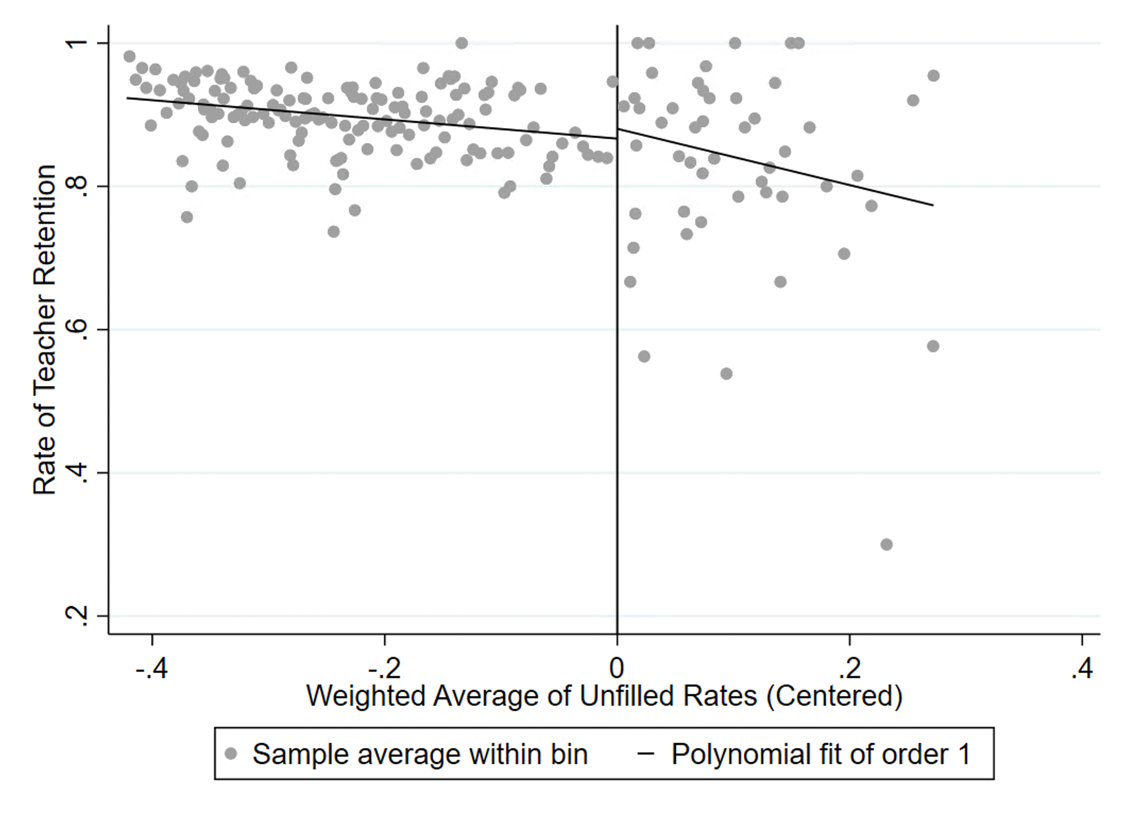 Rate of Teacher Retention
1
.8
.6
.4
.2
-.4 -.2 0 .2 .4
Weighted Average of Unfilled Rates (Centered)
Sample average within bin Polynomial fit of order 1